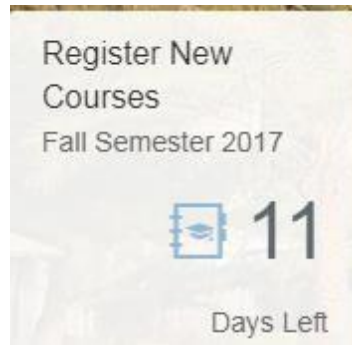 Register New
Courses
Fall Semester 2017
11
Days Left